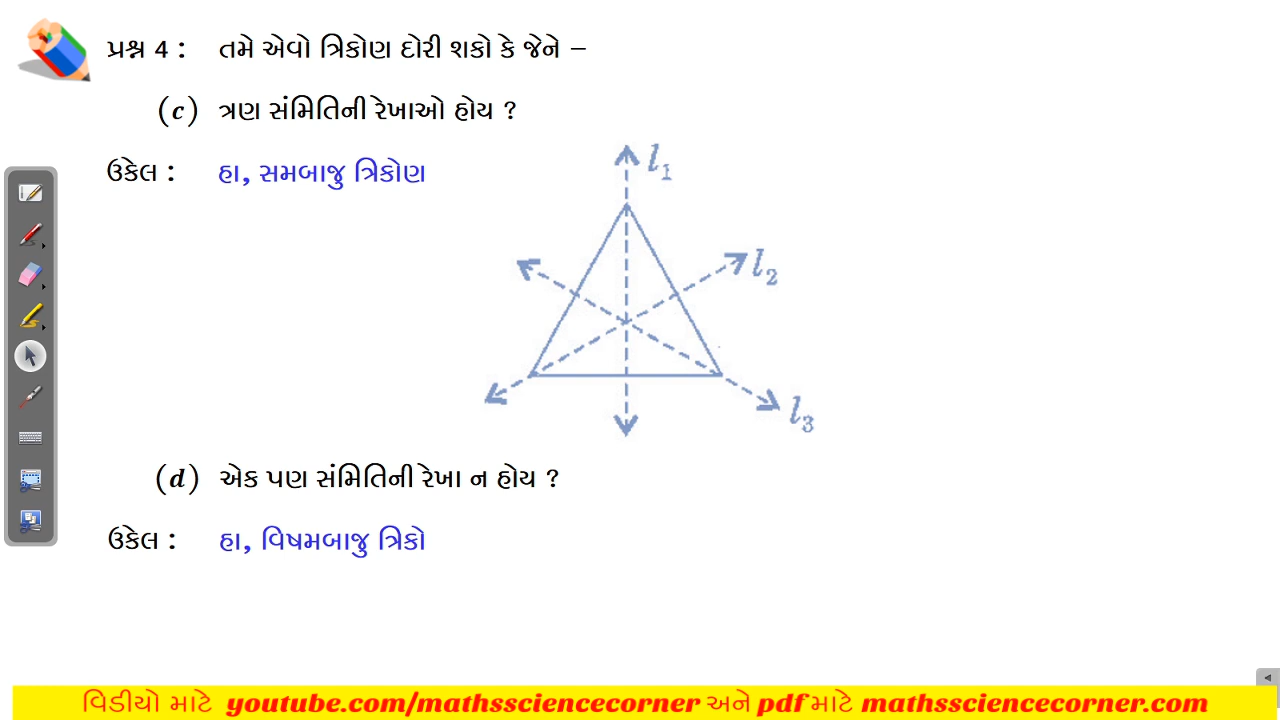 પ્રશ્ન 4 : તમે એવો ત્રિકોણ દોરી શકો કે જેને –
(c) ત્રણ સંમિતિની રેખાઓ હોય ?
ઉકેલ : હા, સમબાજુ ત્રિકોણ
l1
l2
l3
(d) એક પણ સંમિતિની રેખા ન હોય ?
ઉકેલ : હા, વિષમબાજુ ત્રિકો
વિડીયો માટે youtube.com/mathssciencecorner અને pdf માટે mathssciencecorner.com